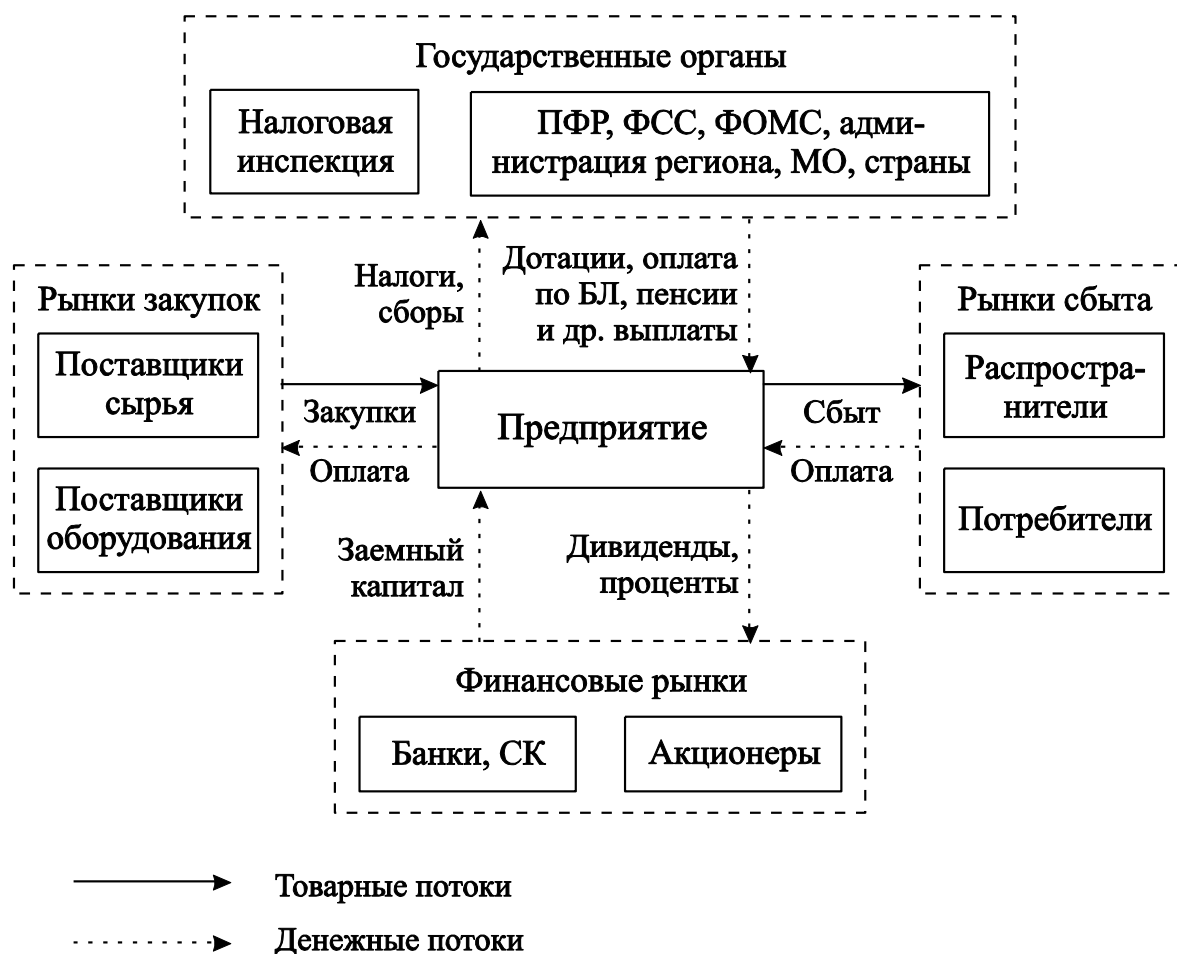 Государственные органы
Налоговая
инспекция
ПФР, ФСС, ФОМС, адми-
нистрация региона, МО, страны
Налоги,
сборы
Дотации, оплата
по БЛ, пенсии
и др. выплаты
Рынки закупок
Поставщики
сырья
Поставщики
оборудования
Закупки
Оплата
Предприятие
Сбыт
Оплата
Рынки сбыта
Распростра-
нители
Потребители
Заемный
капитал
Дивиденды,
проценты
Финансовые рынки
Банки, СК
Акционеры
Товарные потоки
Денежные потоки